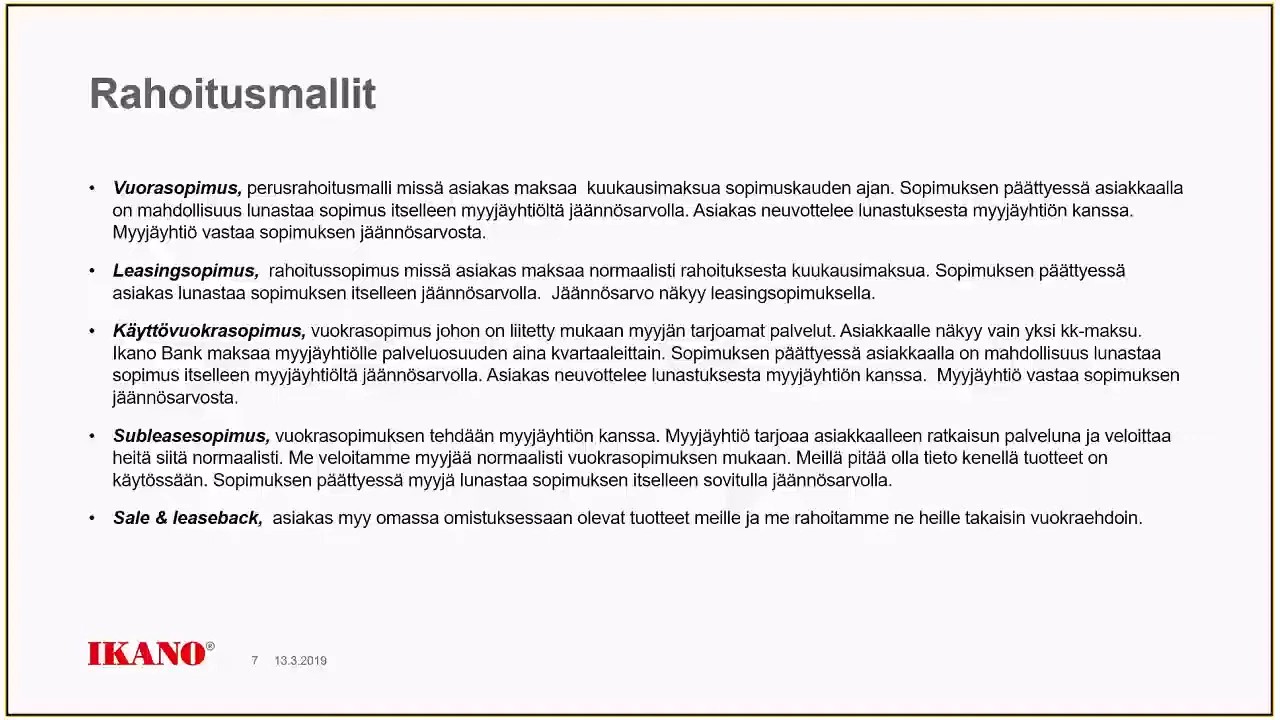 Rahoitusmallit
• Vuorasopimus, perusrahoitusmalli missä asiakas maksaa  kuukausimaksua sopimuskauden ajan. Sopimuksen päättyessä asiakkaalla
on mahdollisuus lunastaa sopimus itselleen myyjäyhtiöltä jäännösarvolla. Asiakas neuvottelee lunastuksesta myyjäyhtiön kanssa.
Myyjäyhtiö vastaa sopimuksen jäännösarvosta.
• Leasingsopimus,  rahoitussopimus missä asiakas maksaa normaalisti rahoituksesta kuukausimaksua. Sopimuksen päättyessä
asiakas lunastaa sopimuksen itselleen jäännösarvolla.  Jäännösarvo näkyy leasingsopimuksella.
• Käyttövuokrasopimus, vuokrasopimus johon on liitetty mukaan myyjän tarjoamat palvelut. Asiakkaalle näkyy vain yksi kk-maksu.
Ikano Bank maksaa myyjäyhtiölle palveluosuuden aina kvartaaleittain. Sopimuksen päättyessä asiakkaalla on mahdollisuus lunastaa
sopimus itselleen myyjäyhtiöltä jäännösarvolla. Asiakas neuvottelee lunastuksesta myyjäyhtiön kanssa.  Myyjäyhtiö vastaa sopimuksen
jäännösarvosta.
• Subleasesopimus, vuokrasopimuksen tehdään myyjäyhtiön kanssa. Myyjäyhtiö tarjoaa asiakkaalleen ratkaisun palveluna ja veloittaa
heitä siitä normaalisti. Me veloitamme myyjää normaalisti vuokrasopimuksen mukaan. Meillä pitää olla tieto kenellä tuotteet on
käytössään. Sopimuksen päättyessä myyjä lunastaa sopimuksen itselleen sovitulla jäännösarvolla.
• Sale & leaseback,  asiakas myy omassa omistuksessaan olevat tuotteet meille ja me rahoitamme ne heille takaisin vuokraehdoin.
IKANO® 7 13.3.2019